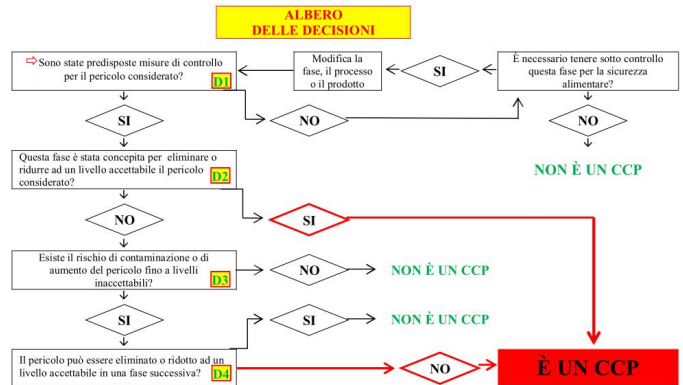 ALBERO
DELLE DECISIONI
⇨Sono state predisposte misure di controllo
per il pericolo considerato?
D1
Modifica la
fase, il processo
o il prodotto
SI
È necessario tenere sotto controllo
questa fase per la sicurezza
alimentare?
SI
NO
NO
NON È UN CCP
Questa fase è stata concepita per eliminare o
ridurre ad un livello accettabile il pericolo
considerato?
D2
NO
SI
Esiste il rischio di contaminazione o di
aumento del pericolo fino a livelli
inaccettabili?
D3
NO
NON È UN CCP
SI
SI
NON È UN CCP
Il pericolo può essere eliminato o ridotto ad un
livello accettabile in una fase successiva?
D4
NO
È UN CCP